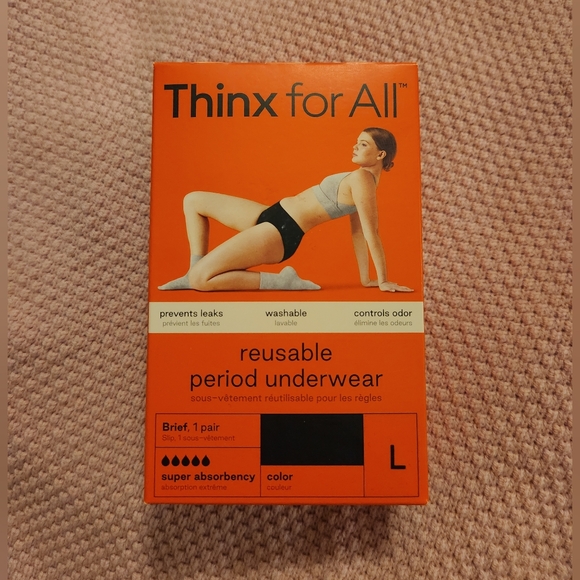 Thinx for All™
prevents leaks
prévient les fuites
washable
lavable
controls odor
élimine les odeurs
reusable
period underwear
sous-vêtement réutilisable pour les règles
Brief, 1 pair
Slip, 1 sous-vêtement
super absorbency
absorption extrême
color
couleur
L